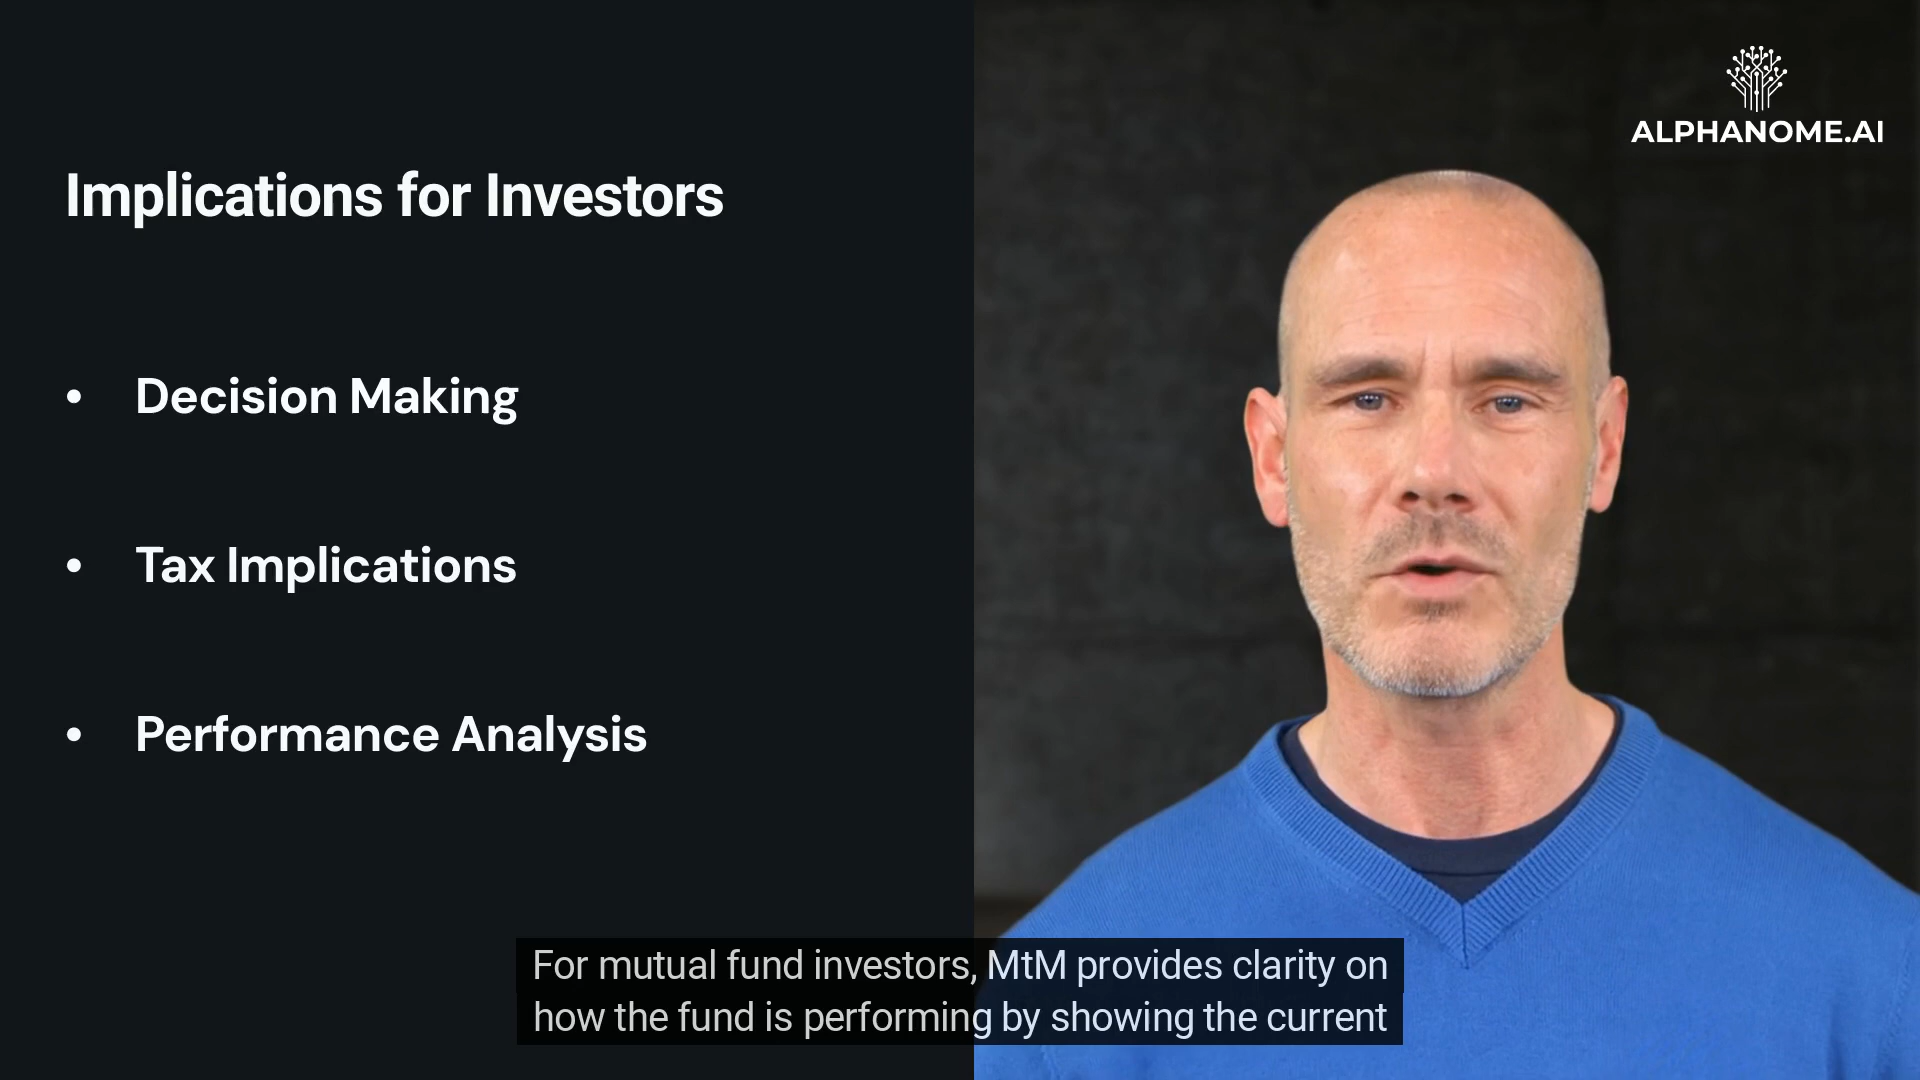 ALPHANOME.AI
Implications for Investors
• Decision Making
• Tax Implications
• Performance Analysis
For mutual fund investors, MtM provides clarity on
how the fund is performing by showing the current